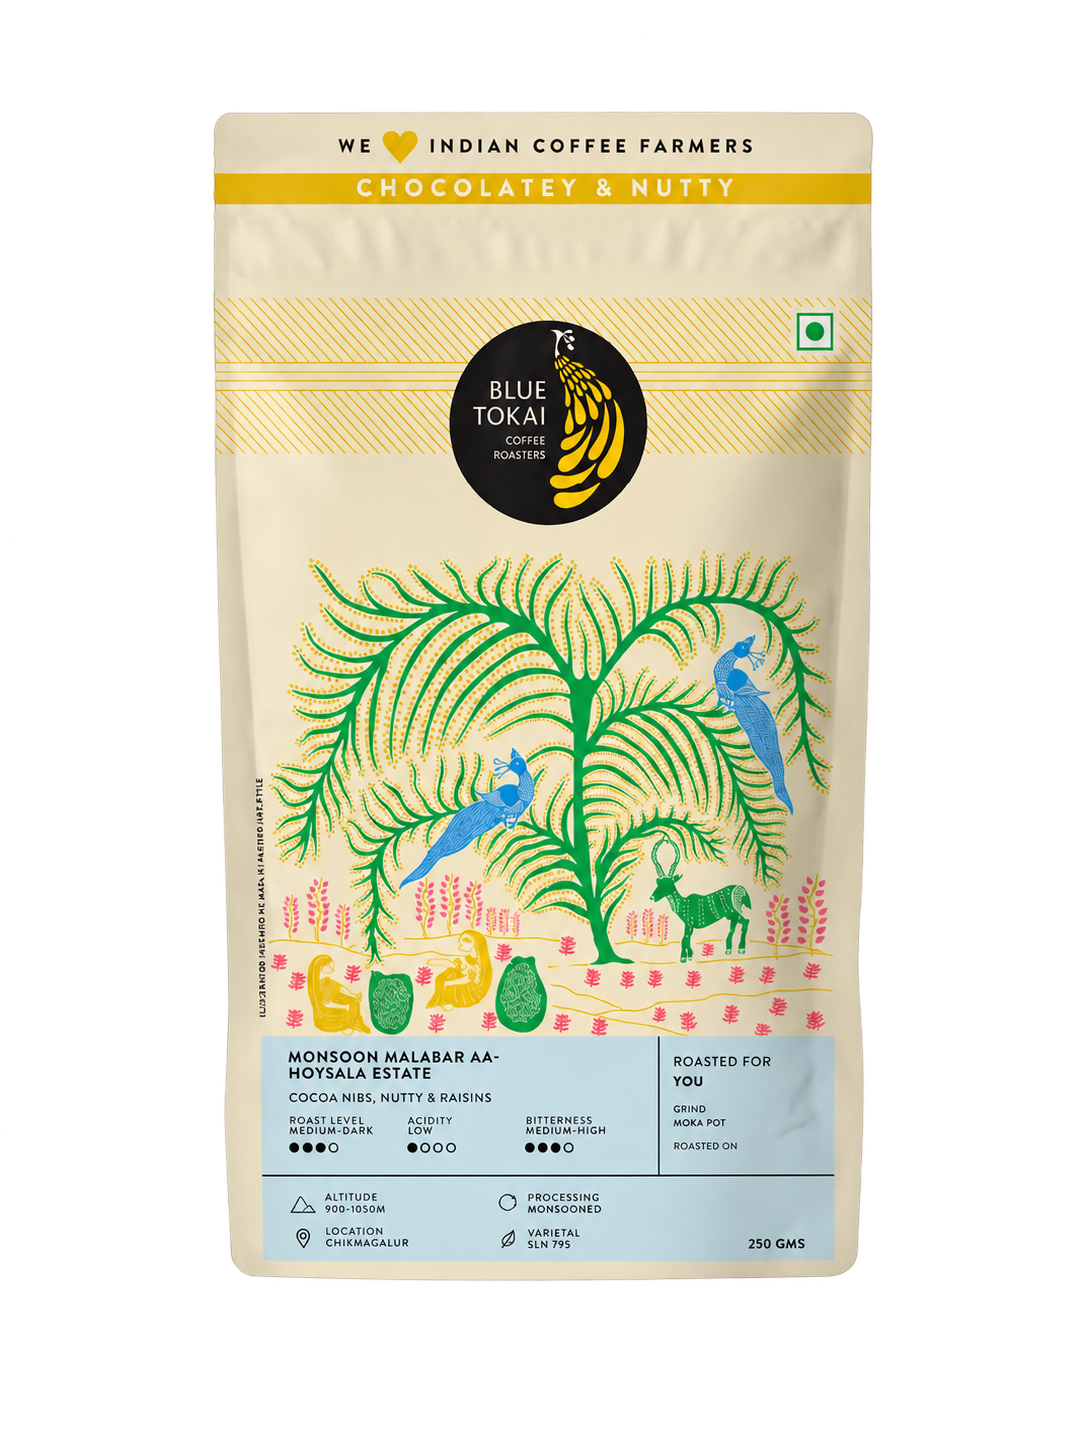 WE INDIAN COFFEE FARMERS
CHOCOLATEY & NUTTY
BLUE
TOKAI
COFFEE
ROASTERS
MONSOON MALABAR AA-
HOYSALA ESTATE
COCOA NIBS, NUTTY & RAISINS
ROAST LEVEL
MEDIUM-DARK
ACIDITY
LOW
BITTERNESS
MEDIUM-HIGH
ROASTED FOR
YOU
GRIND
MOKA POT
ROASTED ON
ALTITUDE
900-1050M
PROCESSING
MONSOONED
LOCATION
CHIKMAGALUR
VARIETAL
SLN 795
250 GMS